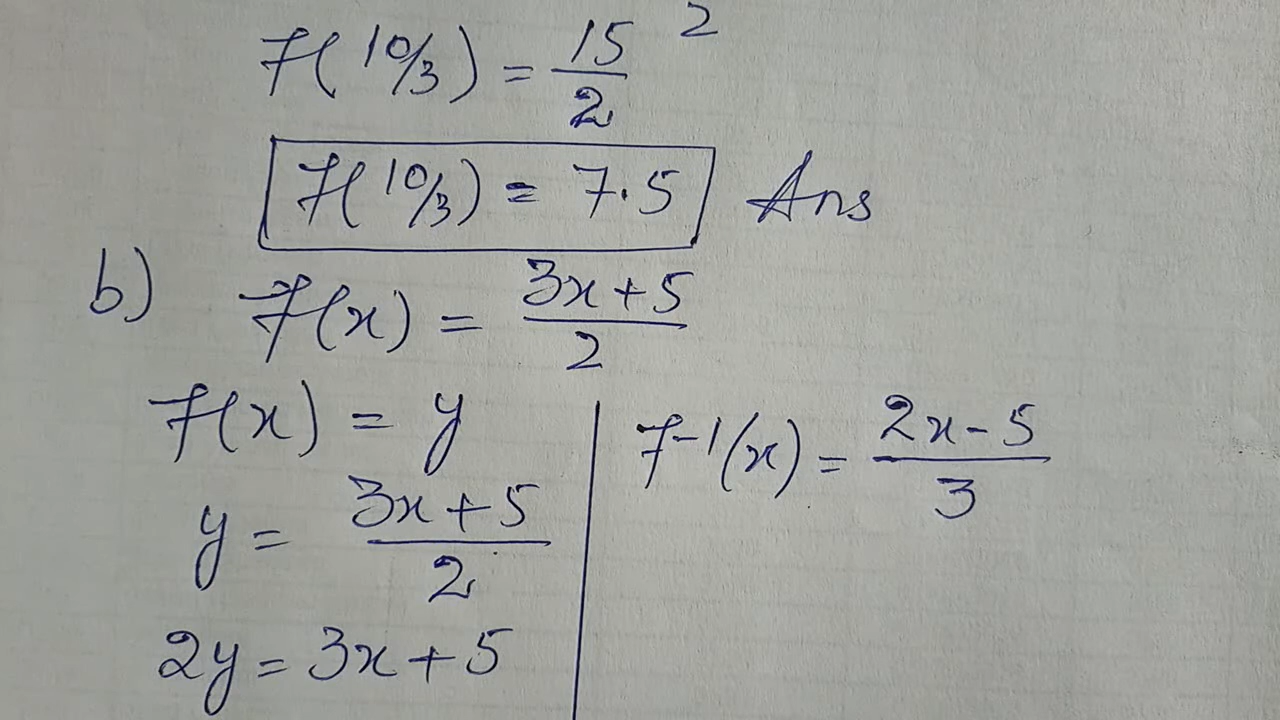 F(10/3) = 15/2
F(10/3) = 7.5 Ans
b) F(x) = (3x+5)/2
F(x) = y
y = (3x+5)/2
2y = 3x+5
F⁻¹(x) = (2x-5)/3